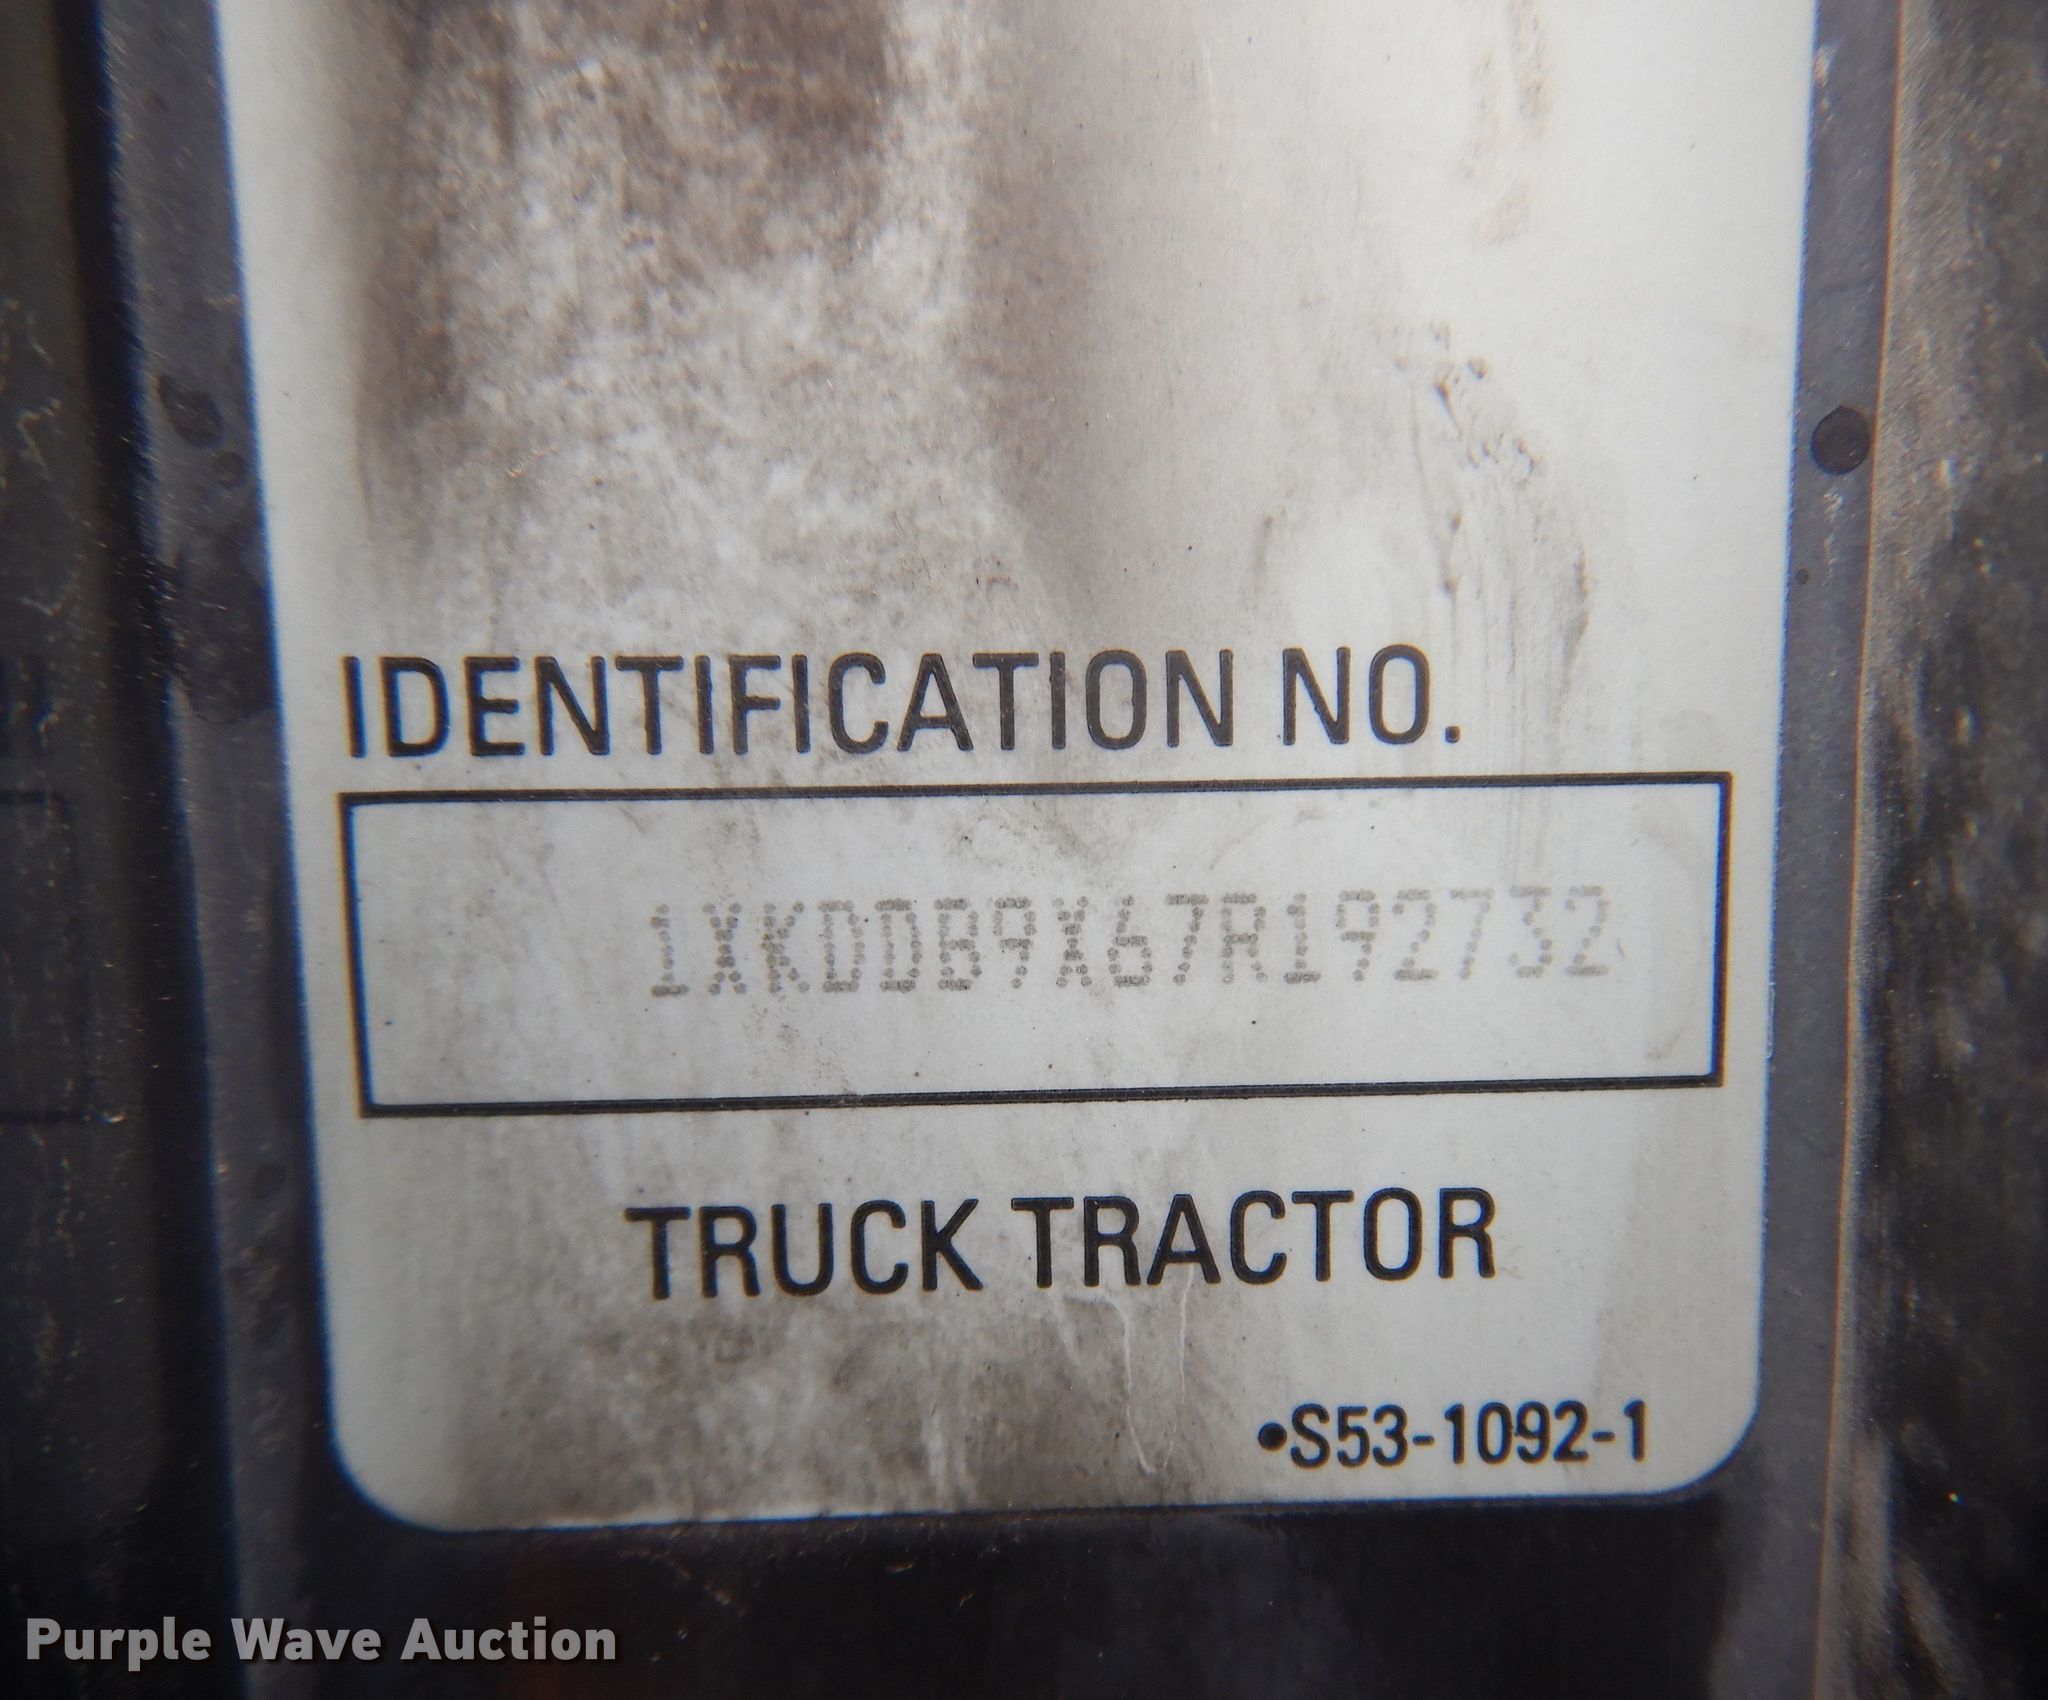 IDENTIFICATION NO.
1XKDDB9X67R192732
TRUCK TRACTOR
•S53-1092-1
Purple Wave Auction